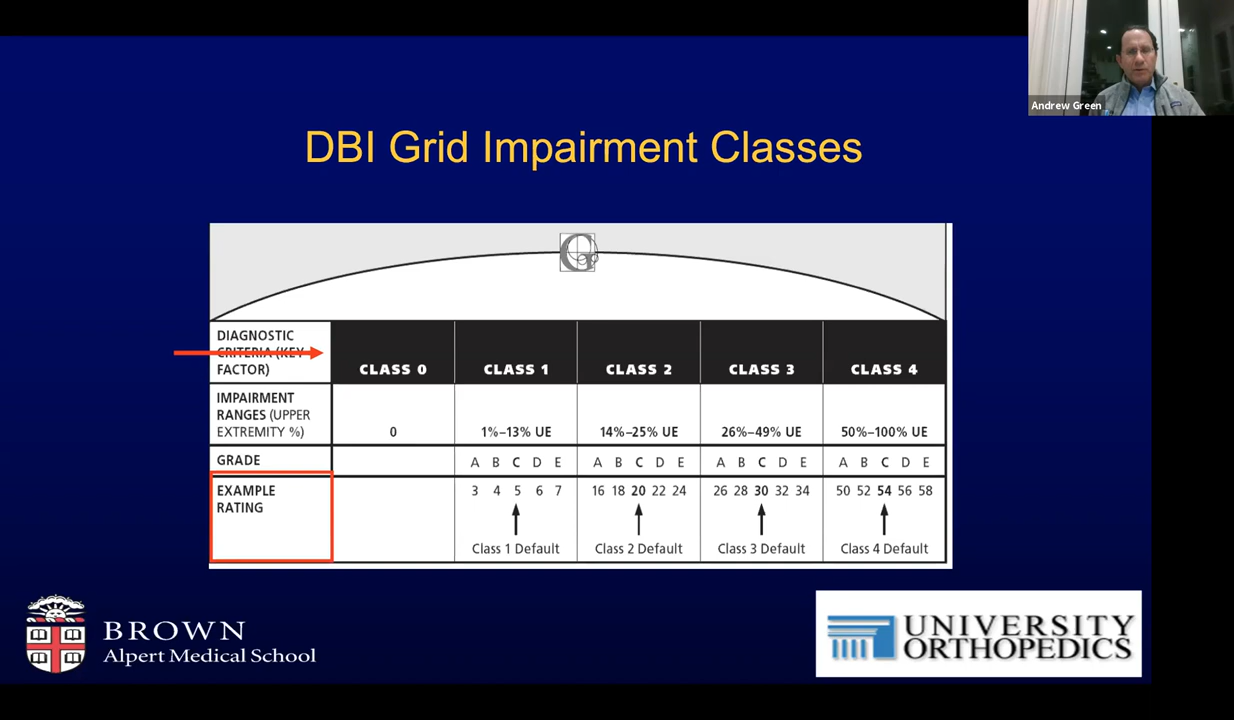 Andrew Green
DBI Grid Impairment Classes
DIAGNOSTIC
CRITERIA (KEY
FACTOR)
CLASS 0 CLASS 1 CLASS 2 CLASS 3 CLASS 4
IMPAIRMENT
RANGES (UPPER
EXTREMITY %)
0 1%–13% UE 14%–25% UE 26%–49% UE 50%–100% UE
GRADE A B C D E A B C D E A B C D E A B C D E
EXAMPLE
RATING
3 4 5 6 7 16 18 20 22 24 26 28 30 32 34 50 52 54 56 58
Class 1 Default Class 2 Default Class 3 Default Class 4 Default
BROWN
Alpert Medical School
UNIVERSITY
ORTHOPEDICS